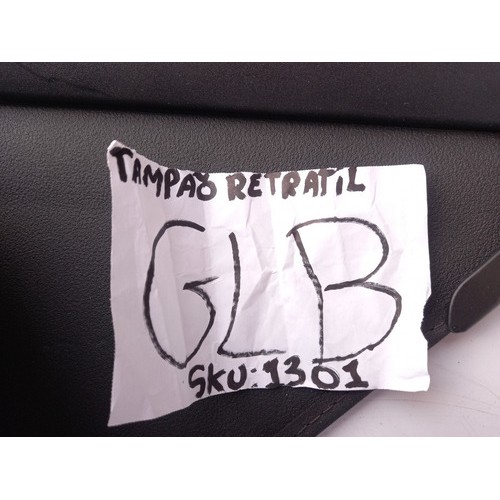 TAMPAÕ RETRATIL
GLB
SKU: 1301